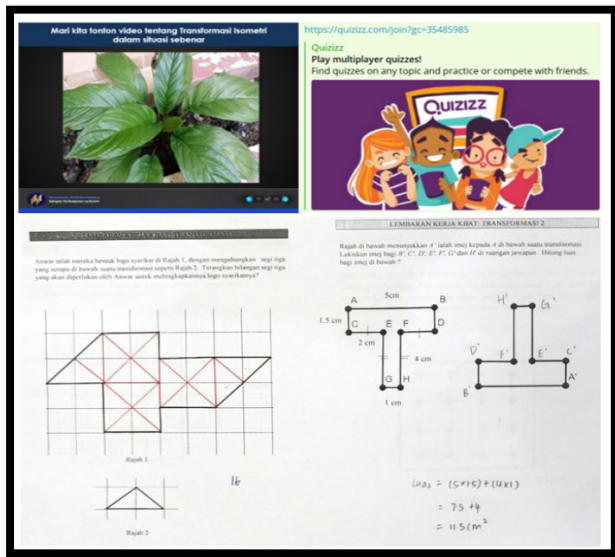 Mari kita tonton video tentang Transformasi Isometri
dalam situasi sebenar
https://quizizz.com/join?gc=35485985
Quizizz
Play multiplayer quizzes!
Find quizzes on any topic and practice or compete with friends.
QUIZIZZ
Anwar ialah mereka bentuk logo syarikat di Rajah 1, dengan menggabungkan segi tiga
yang serupa di bawah suatu transformasi seperti Rajah 2. Terangkan bilangan segi tiga
yang akan diperlukan oleh Anwar untuk melengkapkannya logo syarikatnya?
Rajah 1
16
Rajah 2
LEMBARAN KERJA KHAT: TRANSFORMASI 2
Rajah di bawah menunjukkan A' ialah imej kepada A di bawah suatu transformasi.
Lakiskan imej bagi B', C', D', E', F', G' dan H' di ruangan jawapan. Hitung luas
bagi imej di bawah ?
A 5cm B
1.5 cm C E F D
2 cm
4 cm
G H
1 cm
H' G'
D' F' E' C'
B' A'
Luas = (5×1.5)+(4×1)
= 7.5 +4
= 11.5cm²